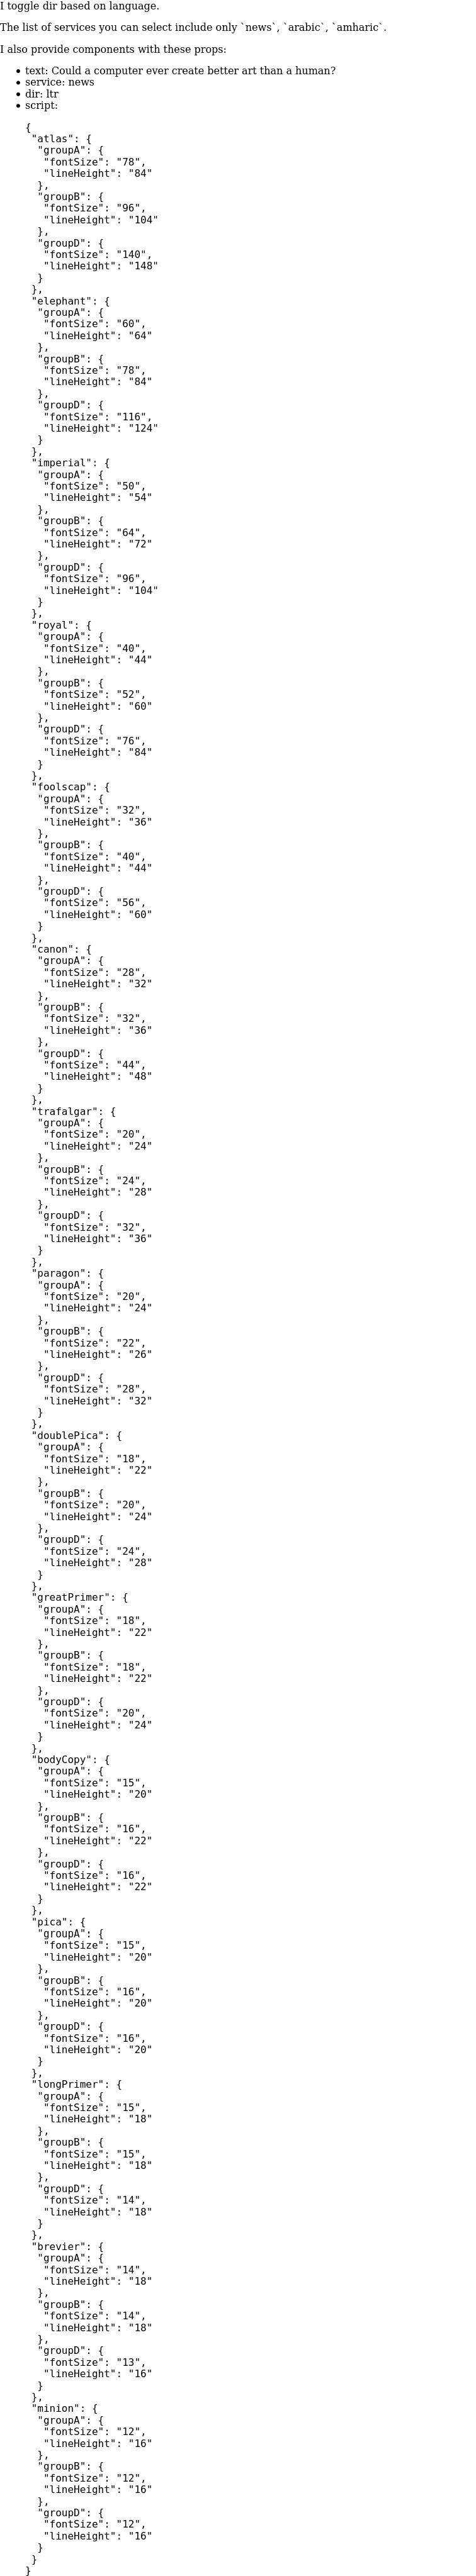 I toggle dir based on language.
The list of services you can select include only `news`, `arabic`, `amharic`.
I also provide components with these props:
• text: Could a computer ever create better art than a human?
• service: news
• dir: ltr
• script:
{
"atlas": {
"groupA": {
"fontSize": "78",
"lineHeight": "84"
},
"groupB": {
"fontSize": "96",
"lineHeight": "104"
},
"groupD": {
"fontSize": "140",
"lineHeight": "148"
}
},
"elephant": {
"groupA": {
"fontSize": "60",
"lineHeight": "64"
},
"groupB": {
"fontSize": "78",
"lineHeight": "84"
},
"groupD": {
"fontSize": "116",
"lineHeight": "124"
}
},
"imperial": {
"groupA": {
"fontSize": "50",
"lineHeight": "54"
},
"groupB": {
"fontSize": "64",
"lineHeight": "72"
},
"groupD": {
"fontSize": "96",
"lineHeight": "104"
}
},
"royal": {
"groupA": {
"fontSize": "40",
"lineHeight": "44"
},
"groupB": {
"fontSize": "52",
"lineHeight": "60"
},
"groupD": {
"fontSize": "76",
"lineHeight": "84"
}
},
"foolscap": {
"groupA": {
"fontSize": "32",
"lineHeight": "36"
},
"groupB": {
"fontSize": "40",
"lineHeight": "44"
},
"groupD": {
"fontSize": "56",
"lineHeight": "60"
}
},
"canon": {
"groupA": {
"fontSize": "28",
"lineHeight": "32"
},
"groupB": {
"fontSize": "32",
"lineHeight": "36"
},
"groupD": {
"fontSize": "44",
"lineHeight": "48"
}
},
"trafalgar": {
"groupA": {
"fontSize": "20",
"lineHeight": "24"
},
"groupB": {
"fontSize": "24",
"lineHeight": "28"
},
"groupD": {
"fontSize": "32",
"lineHeight": "36"
}
},
"paragon": {
"groupA": {
"fontSize": "20",
"lineHeight": "24"
},
"groupB": {
"fontSize": "22",
"lineHeight": "26"
},
"groupD": {
"fontSize": "28",
"lineHeight": "32"
}
},
"doublePica": {
"groupA": {
"fontSize": "18",
"lineHeight": "22"
},
"groupB": {
"fontSize": "20",
"lineHeight": "24"
},
"groupD": {
"fontSize": "24",
"lineHeight": "28"
}
},
"greatPrimer": {
"groupA": {
"fontSize": "18",
"lineHeight": "22"
},
"groupB": {
"fontSize": "18",
"lineHeight": "22"
},
"groupD": {
"fontSize": "20",
"lineHeight": "24"
}
},
"bodyCopy": {
"groupA": {
"fontSize": "15",
"lineHeight": "20"
},
"groupB": {
"fontSize": "16",
"lineHeight": "22"
},
"groupD": {
"fontSize": "16",
"lineHeight": "22"
}
},
"pica": {
"groupA": {
"fontSize": "15",
"lineHeight": "20"
},
"groupB": {
"fontSize": "16",
"lineHeight": "20"
},
"groupD": {
"fontSize": "16",
"lineHeight": "20"
}
},
"longPrimer": {
"groupA": {
"fontSize": "15",
"lineHeight": "18"
},
"groupB": {
"fontSize": "15",
"lineHeight": "18"
},
"groupD": {
"fontSize": "14",
"lineHeight": "18"
}
},
"brevier": {
"groupA": {
"fontSize": "14",
"lineHeight": "18"
},
"groupB": {
"fontSize": "14",
"lineHeight": "18"
},
"groupD": {
"fontSize": "13",
"lineHeight": "16"
}
},
"minion": {
"groupA": {
"fontSize": "12",
"lineHeight": "16"
},
"groupB": {
"fontSize": "12",
"lineHeight": "16"
},
"groupD": {
"fontSize": "12",
"lineHeight": "16"
}
}
}